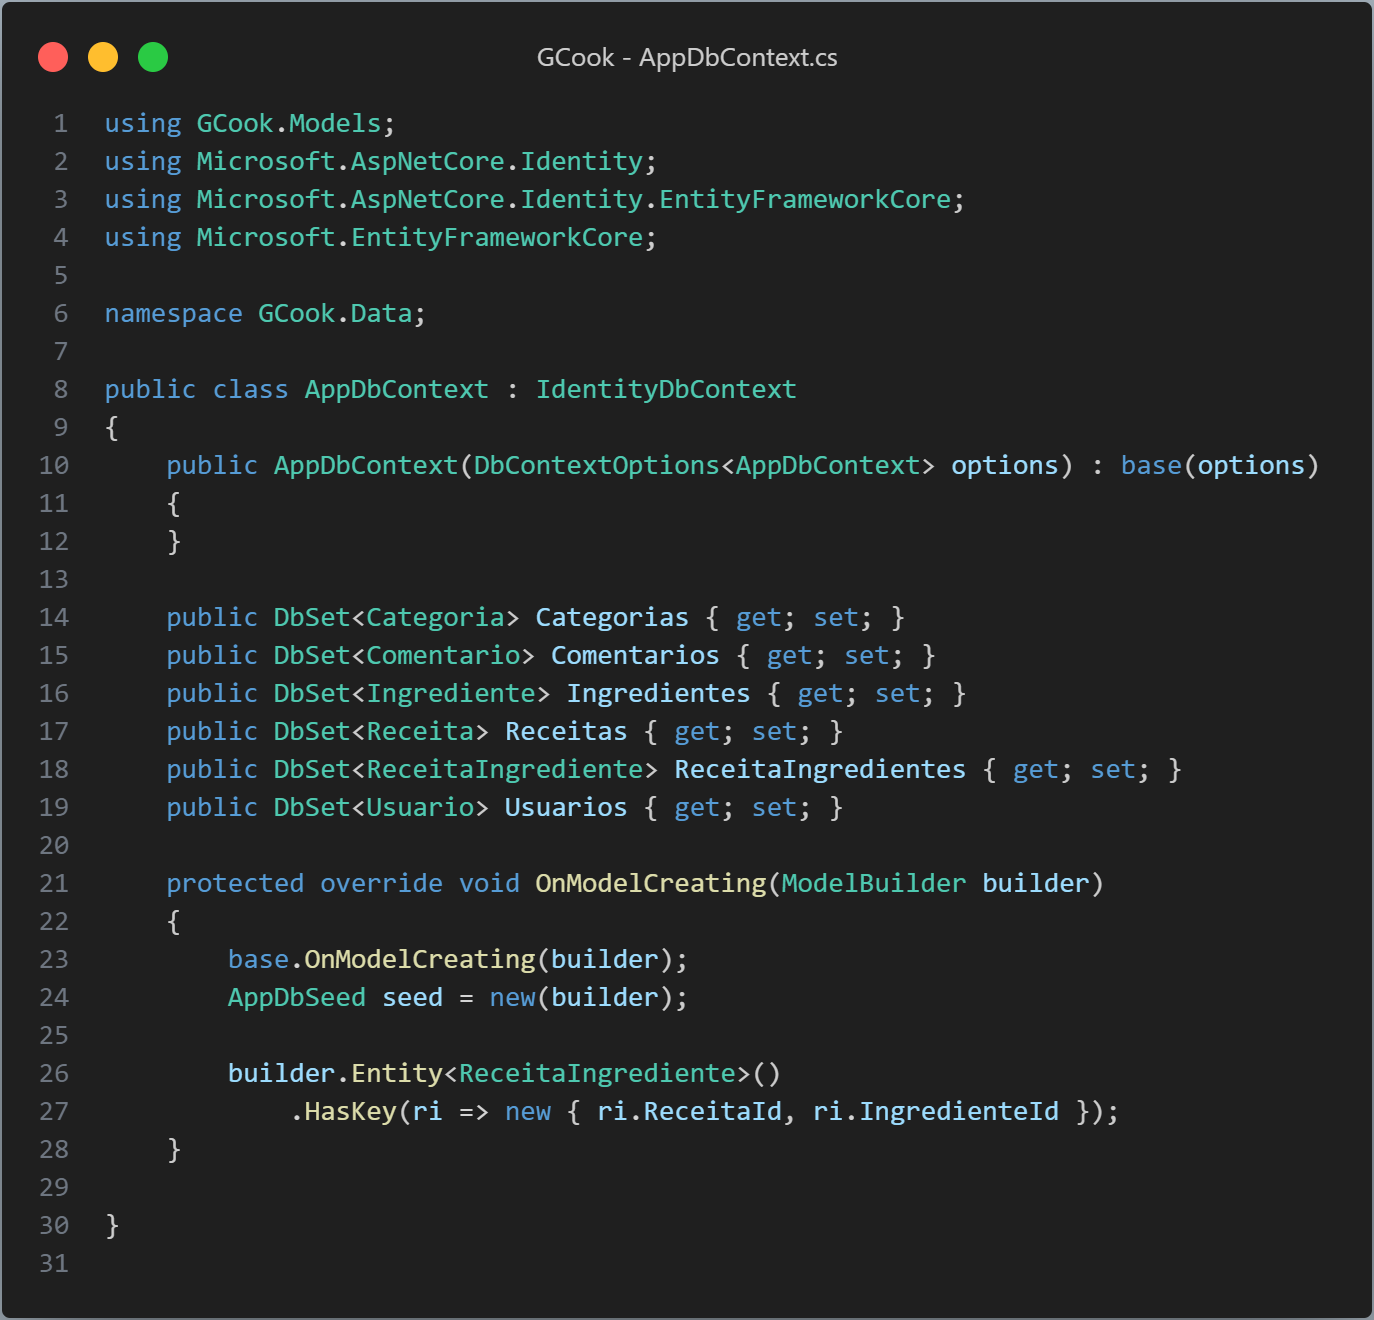 GCook - AppDbContext.cs
1 using GCook.Models;
2 using Microsoft.AspNetCore.Identity;
3 using Microsoft.AspNetCore.Identity.EntityFrameworkCore;
4 using Microsoft.EntityFrameworkCore;
5
6 namespace GCook.Data;
7
8 public class AppDbContext : IdentityDbContext
9 {
10     public AppDbContext(DbContextOptions<AppDbContext> options) : base(options)
11     {
12     }
13
14     public DbSet<Categoria> Categorias { get; set; }
15     public DbSet<Comentario> Comentarios { get; set; }
16     public DbSet<Ingrediente> Ingredientes { get; set; }
17     public DbSet<Receita> Receitas { get; set; }
18     public DbSet<ReceitaIngrediente> ReceitaIngredientes { get; set; }
19     public DbSet<Usuario> Usuarios { get; set; }
20
21     protected override void OnModelCreating(ModelBuilder builder)
22     {
23         base.OnModelCreating(builder);
24         AppDbSeed seed = new(builder);
25
26         builder.Entity<ReceitaIngrediente>()
27             .HasKey(ri => new { ri.ReceitaId, ri.IngredienteId });
28     }
29
30 }
31